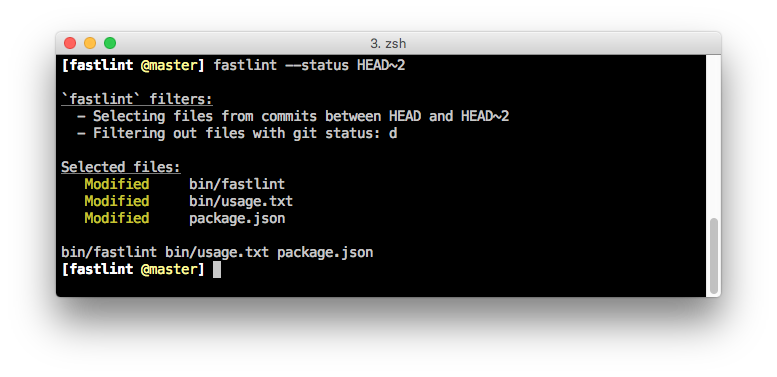 3. zsh
[fastlint @master] fastlint --status HEAD~2
`fastlint` filters:
- Selecting files from commits between HEAD and HEAD~2
- Filtering out files with git status: d
Selected files:
Modified bin/fastlint
Modified bin/usage.txt
Modified package.json
bin/fastlint bin/usage.txt package.json
[fastlint @master]